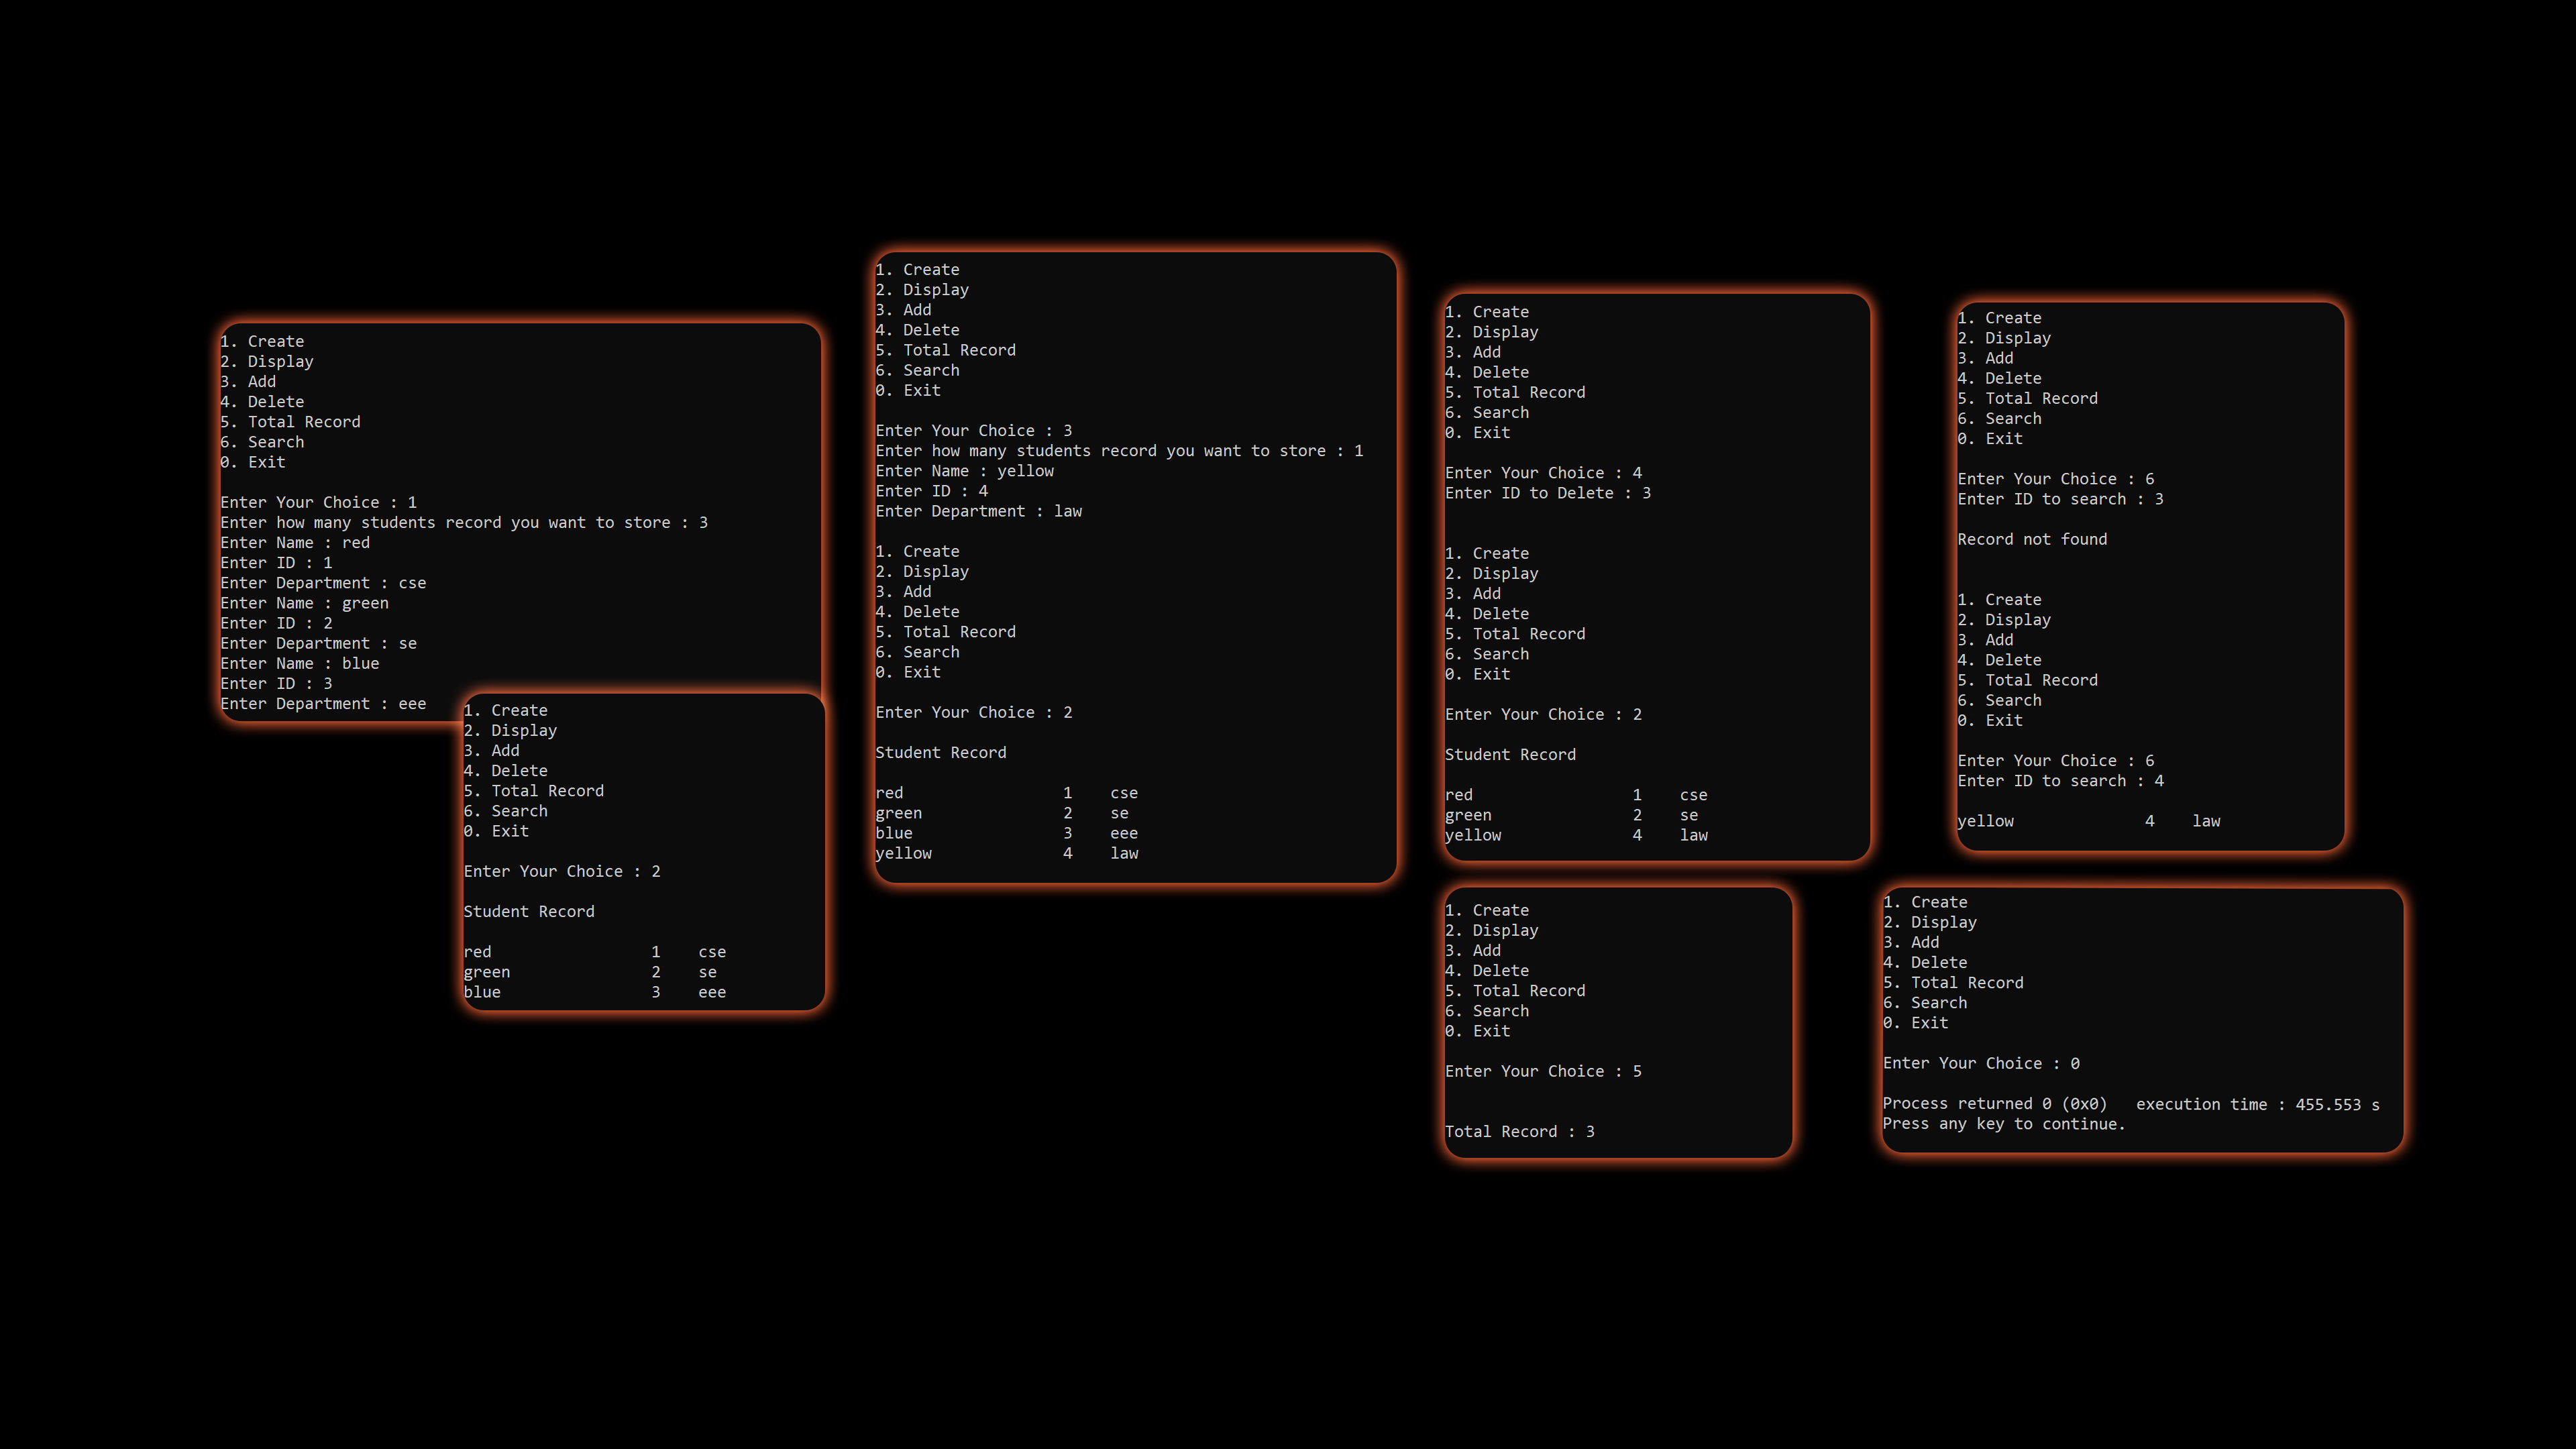 1. Create
2. Display
3. Add
4. Delete
5. Total Record
6. Search
0. Exit
Enter Your Choice : 1
Enter how many students record you want to store : 3
Enter Name : red
Enter ID : 1
Enter Department : cse
Enter Name : green
Enter ID : 2
Enter Department : se
Enter Name : blue
Enter ID : 3
Enter Department : eee
1. Create
2. Display
3. Add
4. Delete
5. Total Record
6. Search
0. Exit
Enter Your Choice : 2
Student Record
red 1 cse
green 2 se
blue 3 eee
1. Create
2. Display
3. Add
4. Delete
5. Total Record
6. Search
0. Exit
Enter Your Choice : 3
Enter how many students record you want to store : 1
Enter Name : yellow
Enter ID : 4
Enter Department : law
1. Create
2. Display
3. Add
4. Delete
5. Total Record
6. Search
0. Exit
Enter Your Choice : 2
Student Record
red 1 cse
green 2 se
blue 3 eee
yellow 4 law
1. Create
2. Display
3. Add
4. Delete
5. Total Record
6. Search
0. Exit
Enter Your Choice : 4
Enter ID to Delete : 3
1. Create
2. Display
3. Add
4. Delete
5. Total Record
6. Search
0. Exit
Enter Your Choice : 2
Student Record
red 1 cse
green 2 se
yellow 4 law
1. Create
2. Display
3. Add
4. Delete
5. Total Record
6. Search
0. Exit
Enter Your Choice : 5
Total Record : 3
1. Create
2. Display
3. Add
4. Delete
5. Total Record
6. Search
0. Exit
Enter Your Choice : 6
Enter ID to search : 3
Record not found
1. Create
2. Display
3. Add
4. Delete
5. Total Record
6. Search
0. Exit
Enter Your Choice : 6
Enter ID to search : 4
yellow 4 law
1. Create
2. Display
3. Add
4. Delete
5. Total Record
6. Search
0. Exit
Enter Your Choice : 0
Process returned 0 (0x0) execution time : 455.553 s
Press any key to continue.